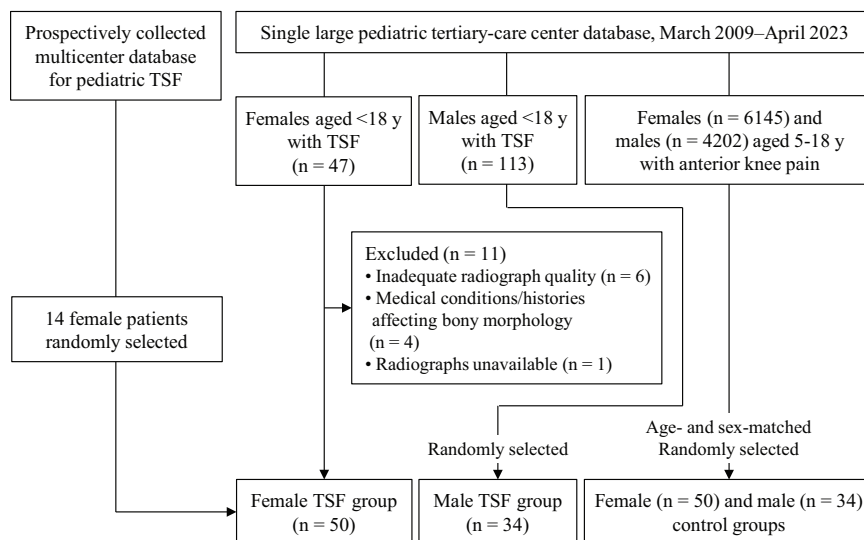 Prospectively collected
multicenter database
for pediatric TSF
Single large pediatric tertiary-care center database, March 2009–April 2023
Females aged <18 y
with TSF
(n = 47)
Males aged <18 y
with TSF
(n = 113)
Females (n = 6145) and
males (n = 4202) aged 5-18 y
with anterior knee pain
Excluded (n = 11)
• Inadequate radiograph quality (n = 6)
• Medical conditions/histories
affecting bony morphology
(n = 4)
• Radiographs unavailable (n = 1)
14 female patients
randomly selected
Randomly selected
Age- and sex-matched
Randomly selected
Female TSF group
(n = 50)
Male TSF group
(n = 34)
Female (n = 50) and male (n = 34)
control groups